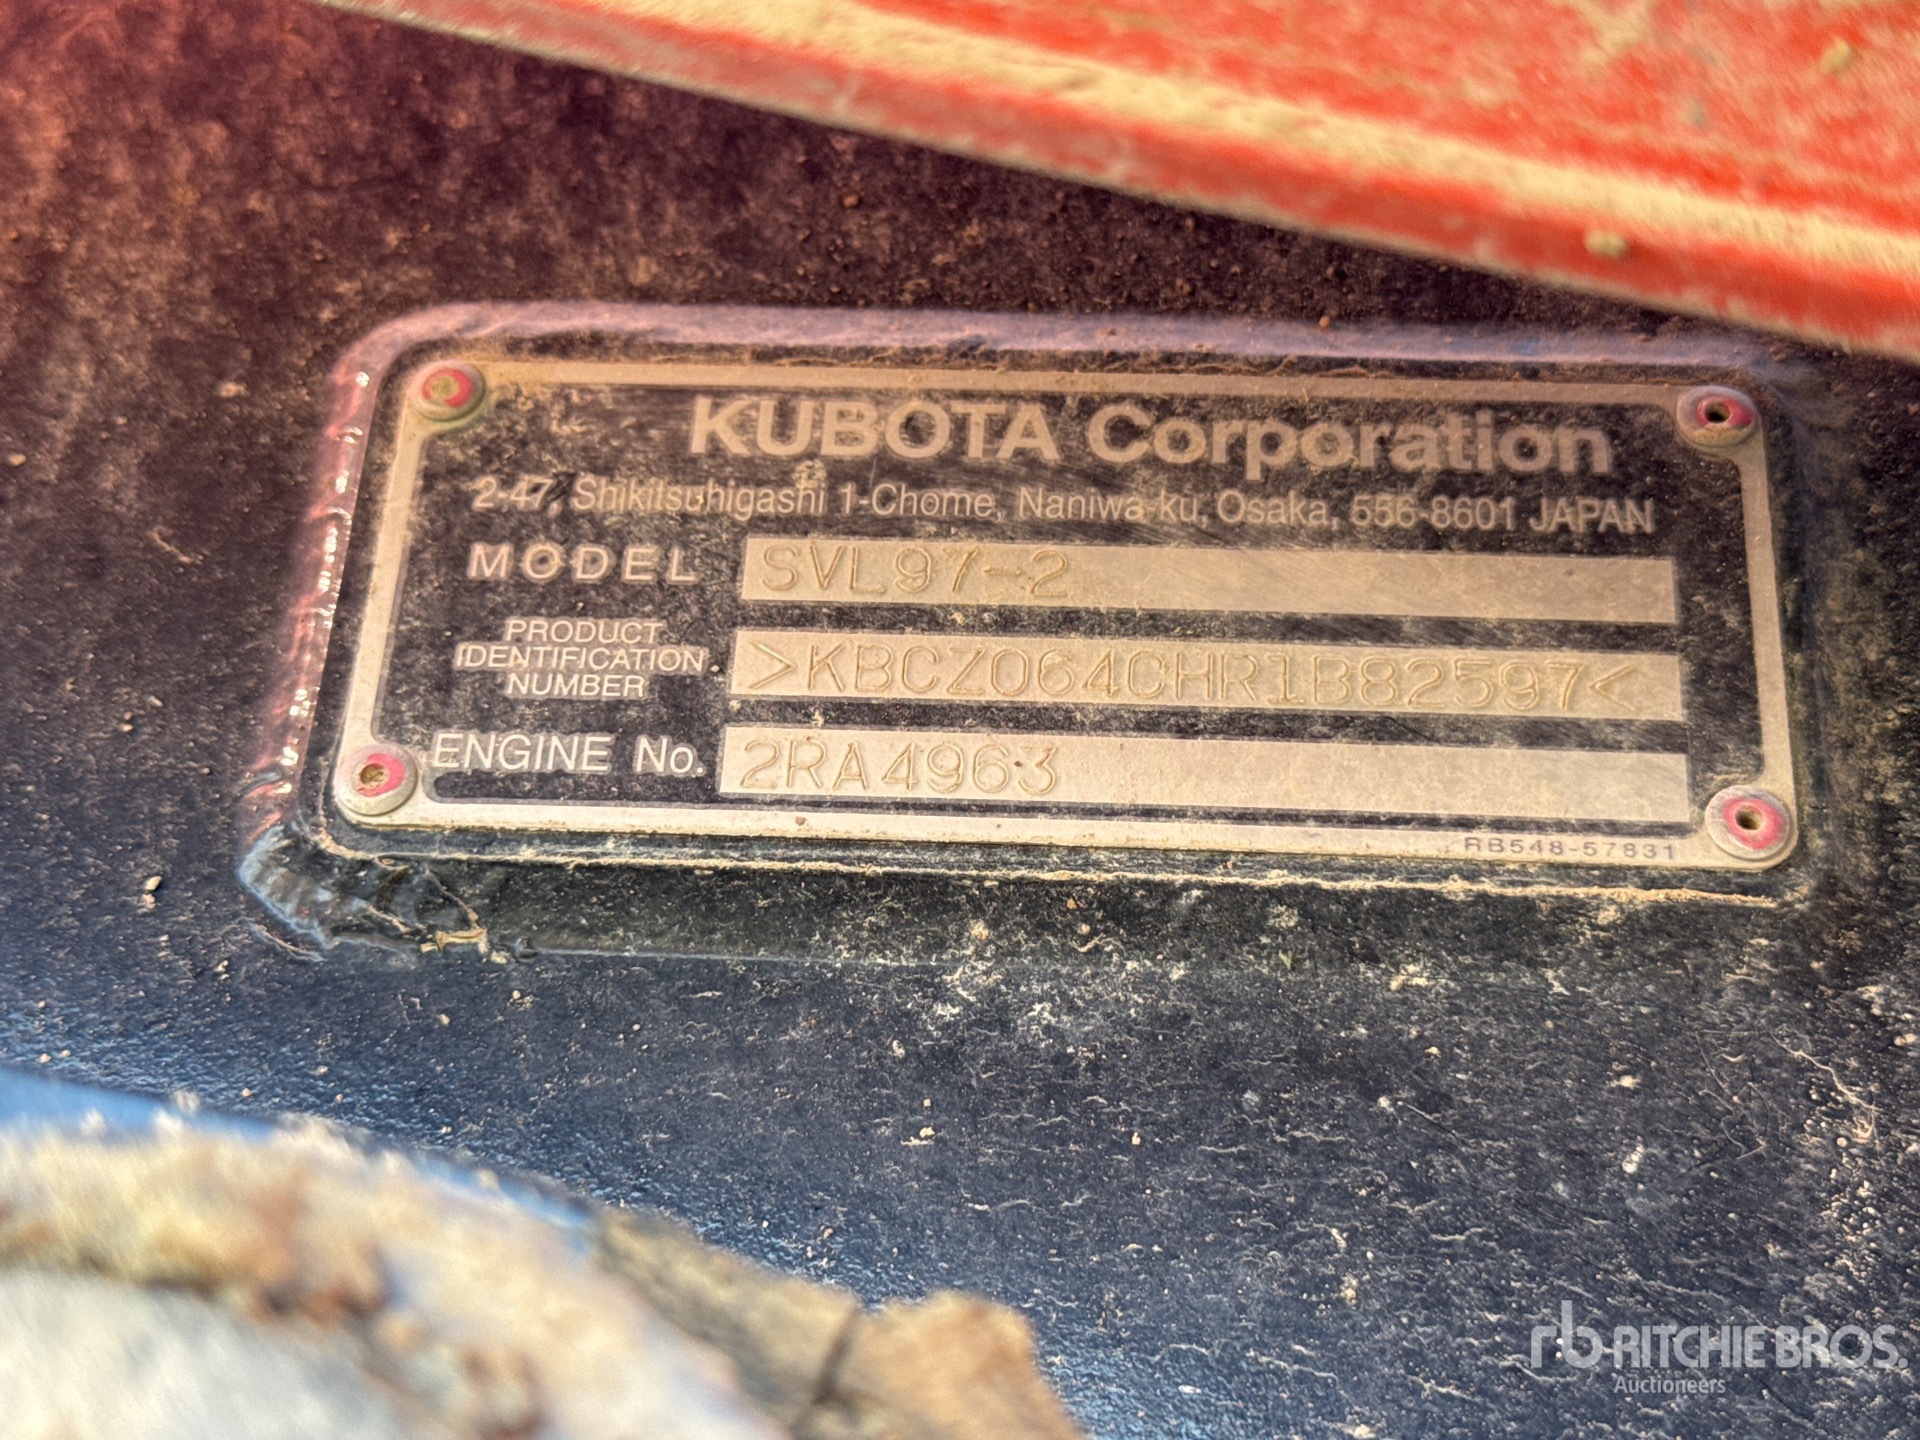 KUBOTA Corporation
2-47, Shikitsuhigashi 1-Chome, Naniwa-ku, Osaka, 556-8601 JAPAN
MODEL SVL97-2
PRODUCT
IDENTIFICATION
NUMBER
>KBCZ064CHR1B82597<
ENGINE No. 2RA4963
RB548-57831
rb RITCHIE BROS.
Auctioneers